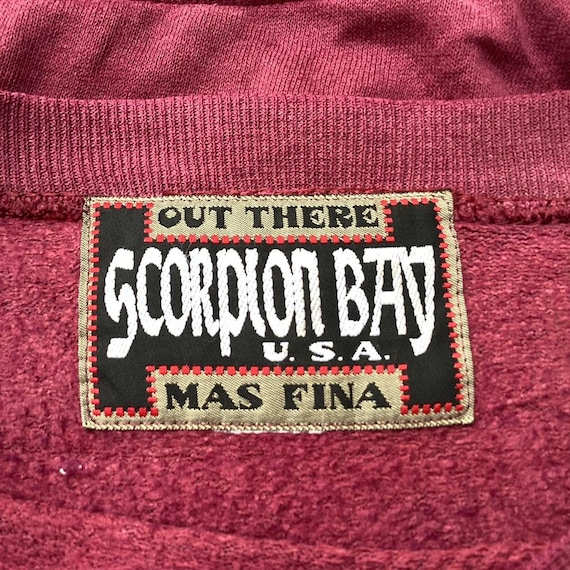 OUT THERE
SCORPION BAY
U.S.A.
MAS FINA